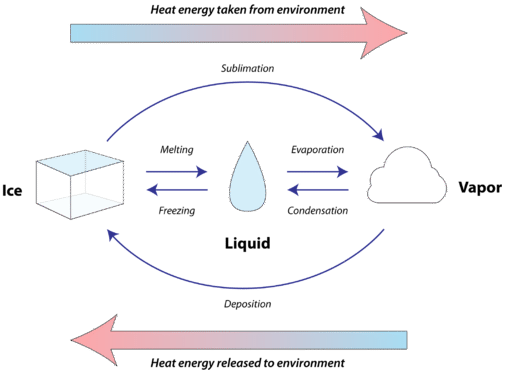 Heat energy taken from environment
Sublimation
Melting
Evaporation
Ice
Vapor
Freezing
Condensation
Liquid
Deposition
Heat energy released to environment